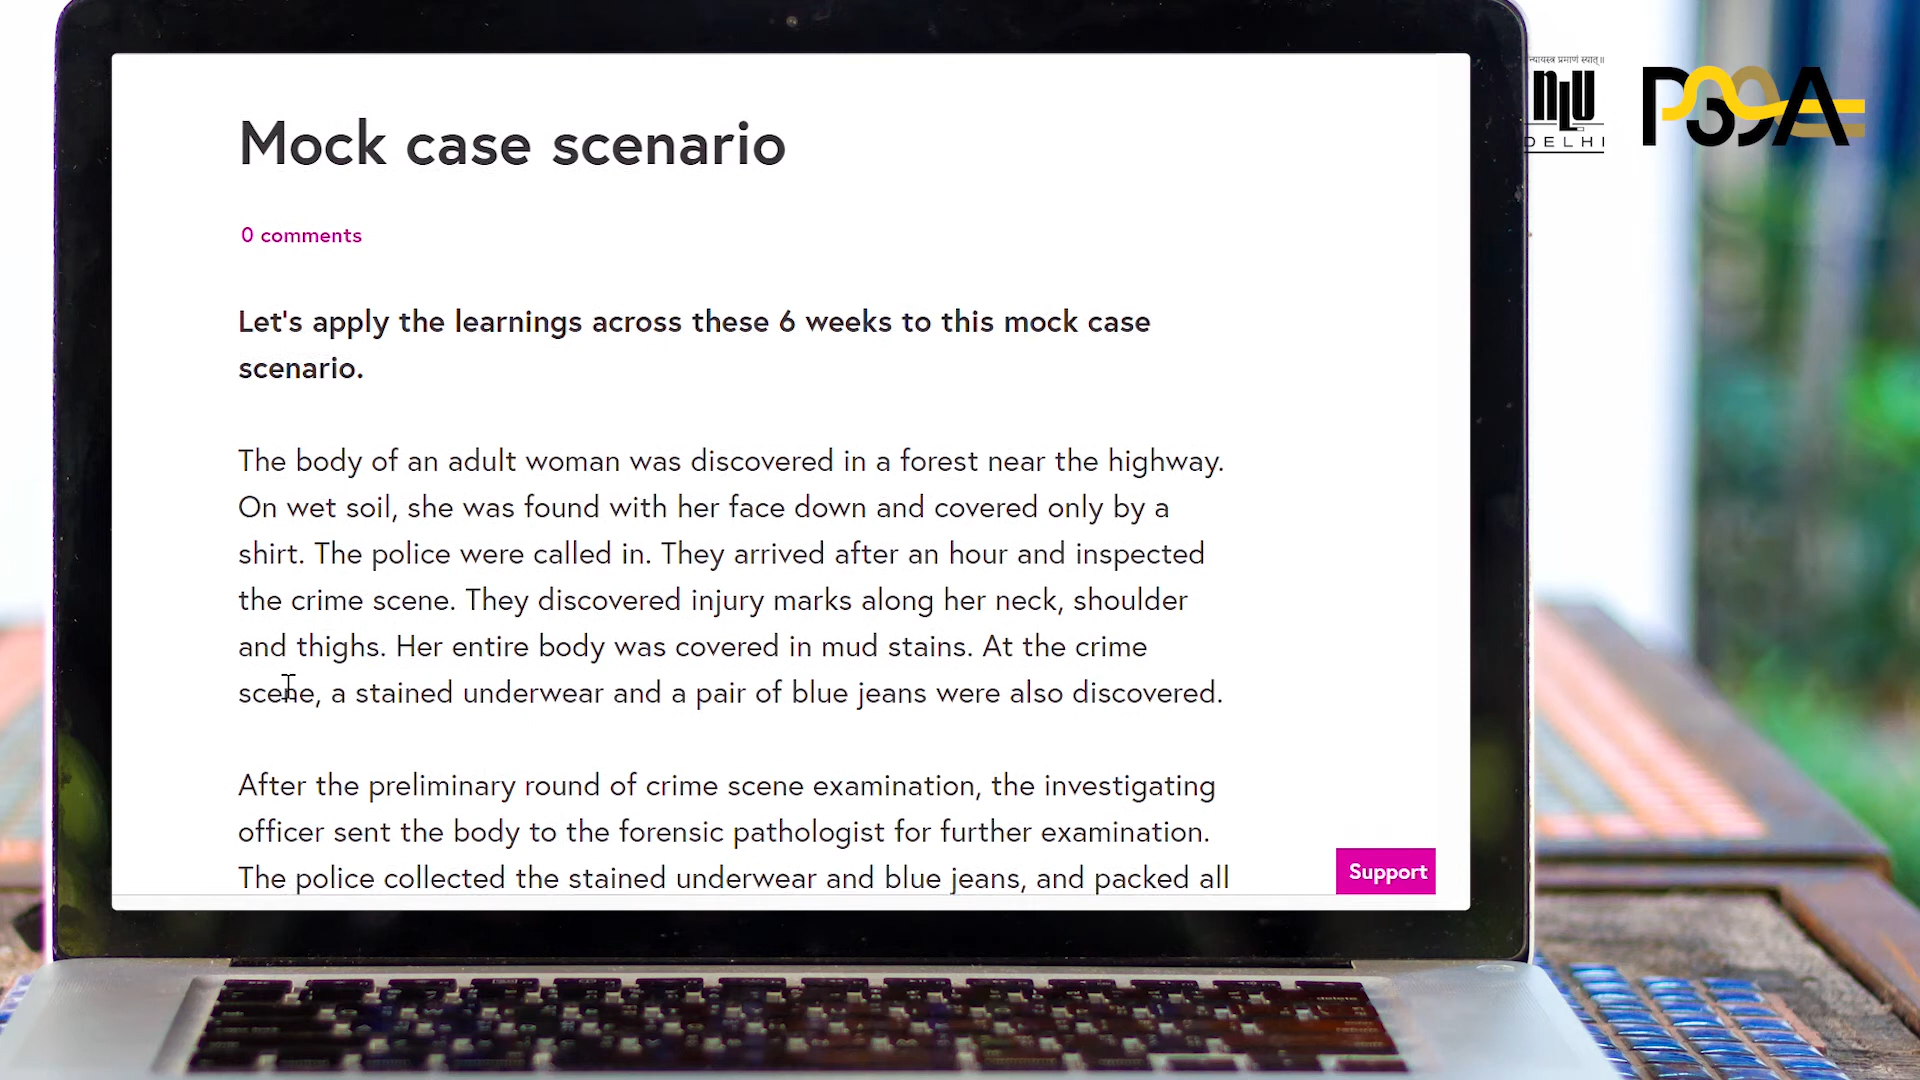 Mock case scenario
0 comments
Let's apply the learnings across these 6 weeks to this mock case
scenario.
The body of an adult woman was discovered in a forest near the highway.
On wet soil, she was found with her face down and covered only by a
shirt. The police were called in. They arrived after an hour and inspected
the crime scene. They discovered injury marks along her neck, shoulder
and thighs. Her entire body was covered in mud stains. At the crime
scene, a stained underwear and a pair of blue jeans were also discovered.
After the preliminary round of crime scene examination, the investigating
officer sent the body to the forensic pathologist for further examination.
The police collected the stained underwear and blue jeans, and packed all
Support
न्यायस्त्र प्रमाणं स्यात्॥
NLU
DELHI
P39A
delete